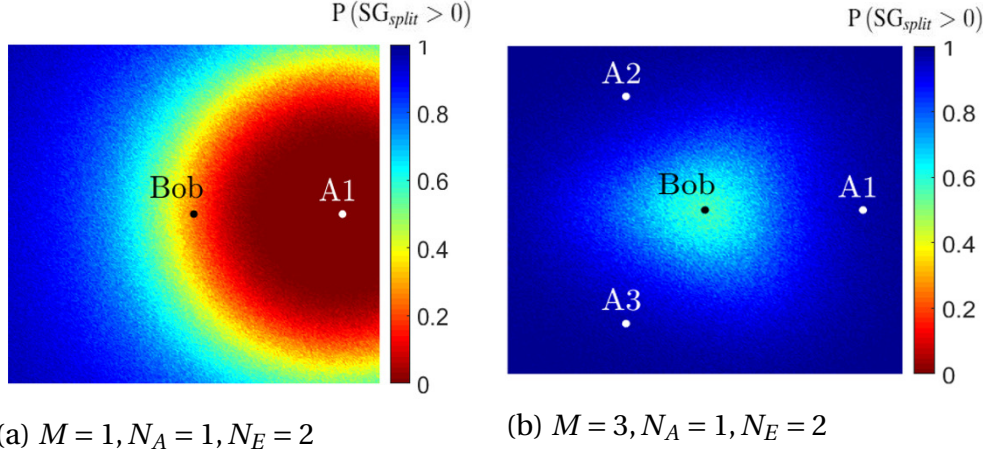 P(SG_split > 0)
1
0.8
0.6
0.4
0.2
0
Bob
A1
(a) M = 1, N_A = 1, N_E = 2
P(SG_split > 0)
1
0.8
0.6
0.4
0.2
0
A2
Bob
A1
A3
(b) M = 3, N_A = 1, N_E = 2